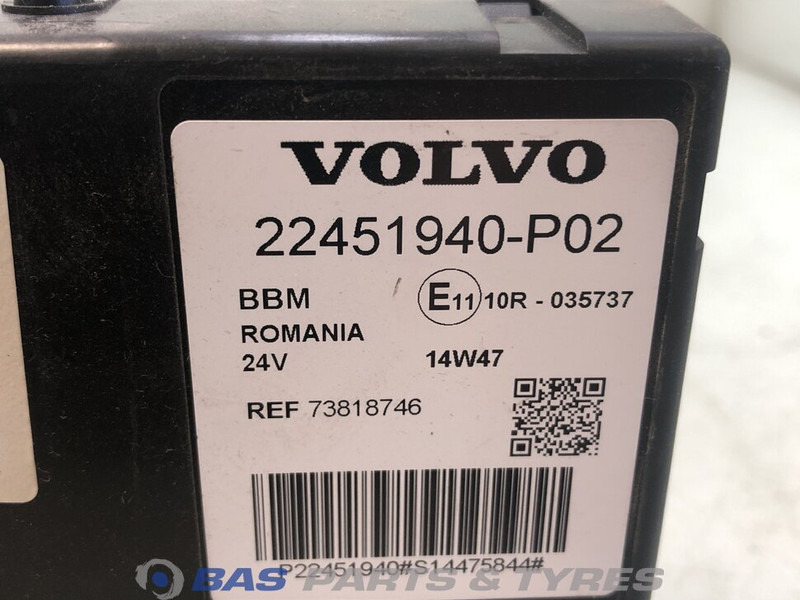 VOLVO
22451940-P02
BBM E11 10R - 035737
ROMANIA
24V 14W47
REF 73818746
P22451940#S14475844#
BAS PARTS & TYRES